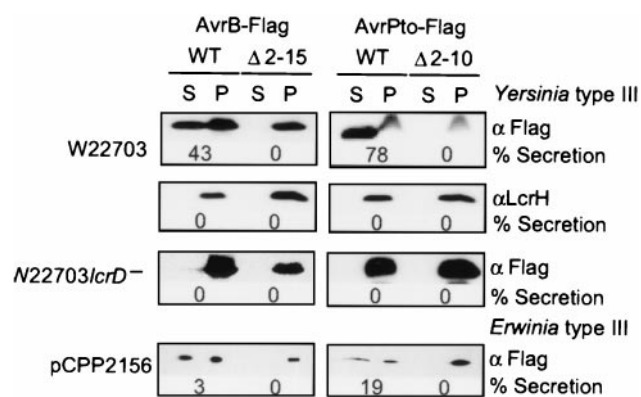 AvrB-Flag AvrPto-Flag
WT Δ2-15 WT Δ2-10
S P S P S P S P Yersinia type III
W22703 α Flag
43 0 78 0 % Secretion
αLcrH
0 0 0 0 % Secretion
N22703lcrD– α Flag
0 0 0 0 % Secretion
Erwinia type III
pCPP2156 α Flag
3 0 19 0 % Secretion